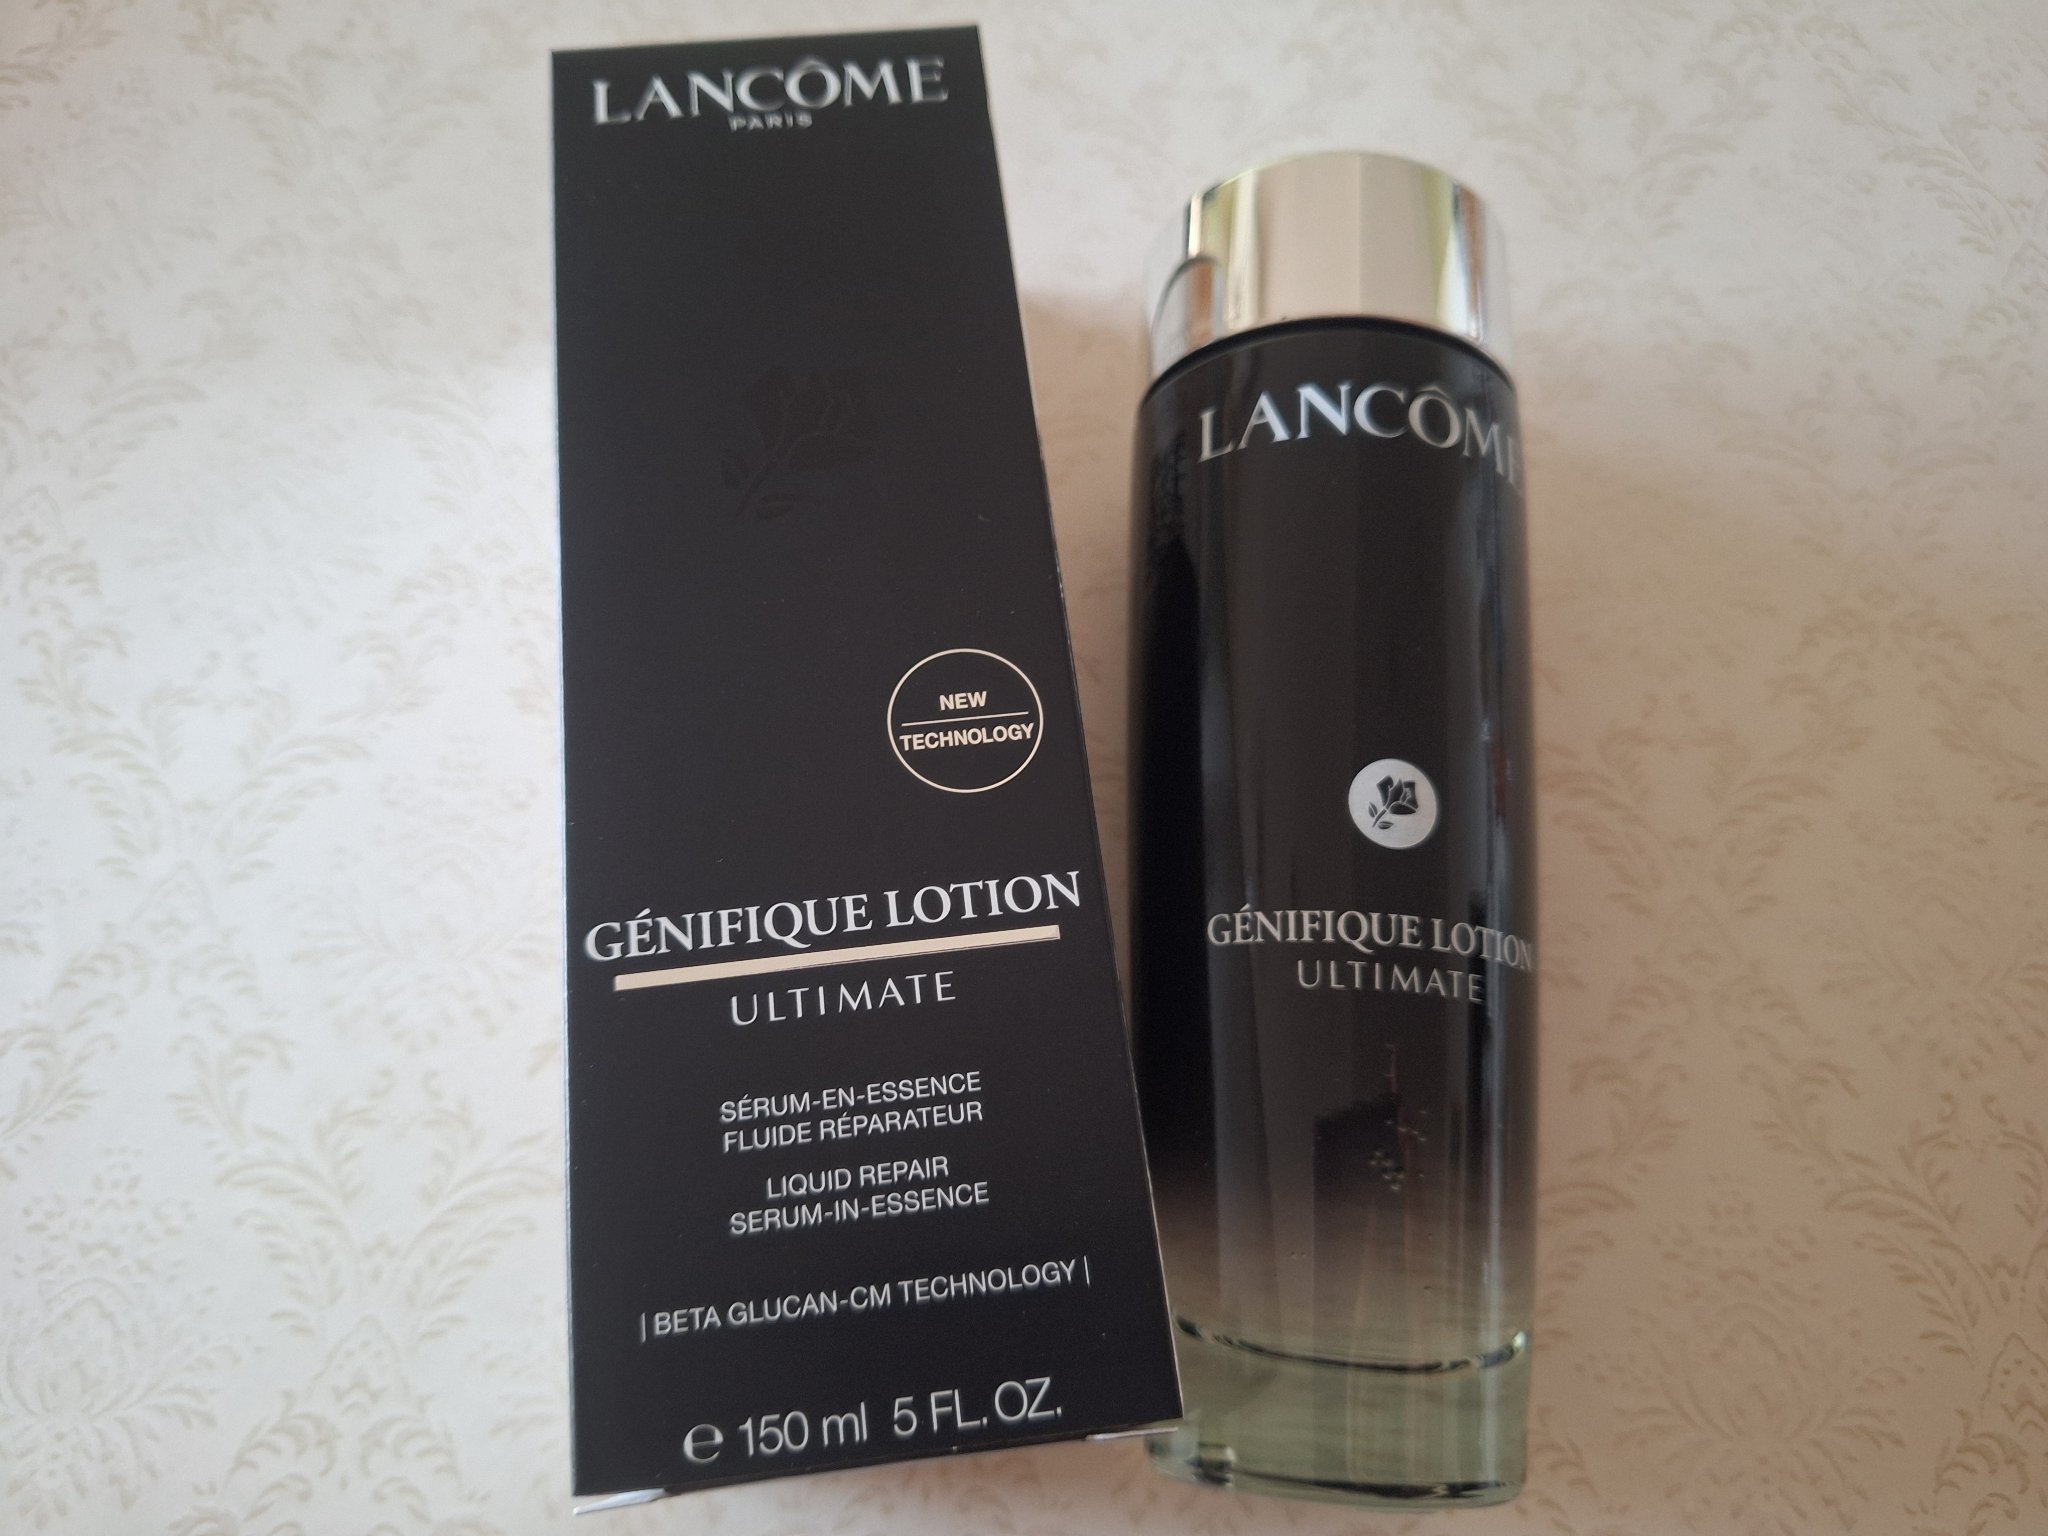 LANCÔME
PARIS
NEW
TECHNOLOGY
GÉNIFIQUE LOTION
ULTIMATE
SÉRUM-EN-ESSENCE
FLUIDE RÉPARATEUR
LIQUID REPAIR
SERUM-IN-ESSENCE
| BETA GLUCAN-CM TECHNOLOGY |
℮ 150 ml 5 FL. OZ.
LANCÔME
GÉNIFIQUE LOTION
ULTIMATE